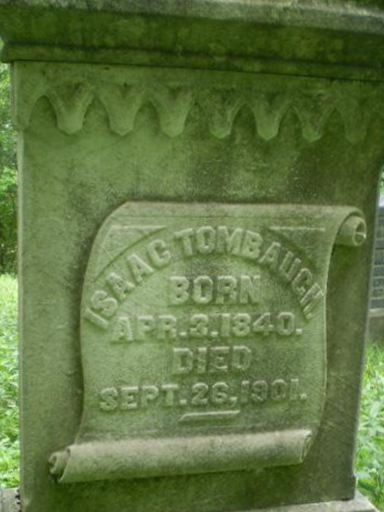 ISAAC TOMBAUGH.
BORN
APR.3.1840.
DIED
SEPT.26.1901.